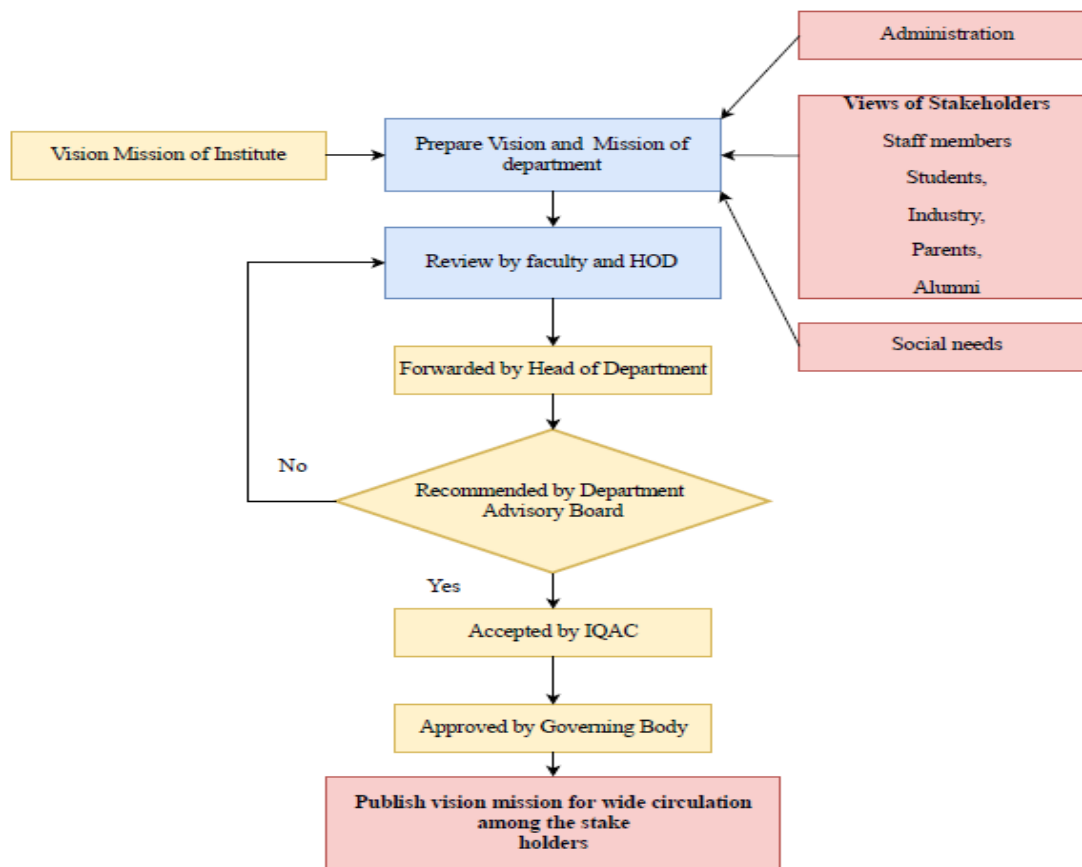 Administration
Views of Stakeholders
Staff members
Students,
Industry,
Parents,
Alumni
Social needs
Vision Mission of Institute
Prepare Vision and Mission of
department
Review by faculty and HOD
Forwarded by Head of Department
No
Recommended by Department
Advisory Board
Yes
Accepted by IQAC
Approved by Governing Body
Publish vision mission for wide circulation
among the stake
holders